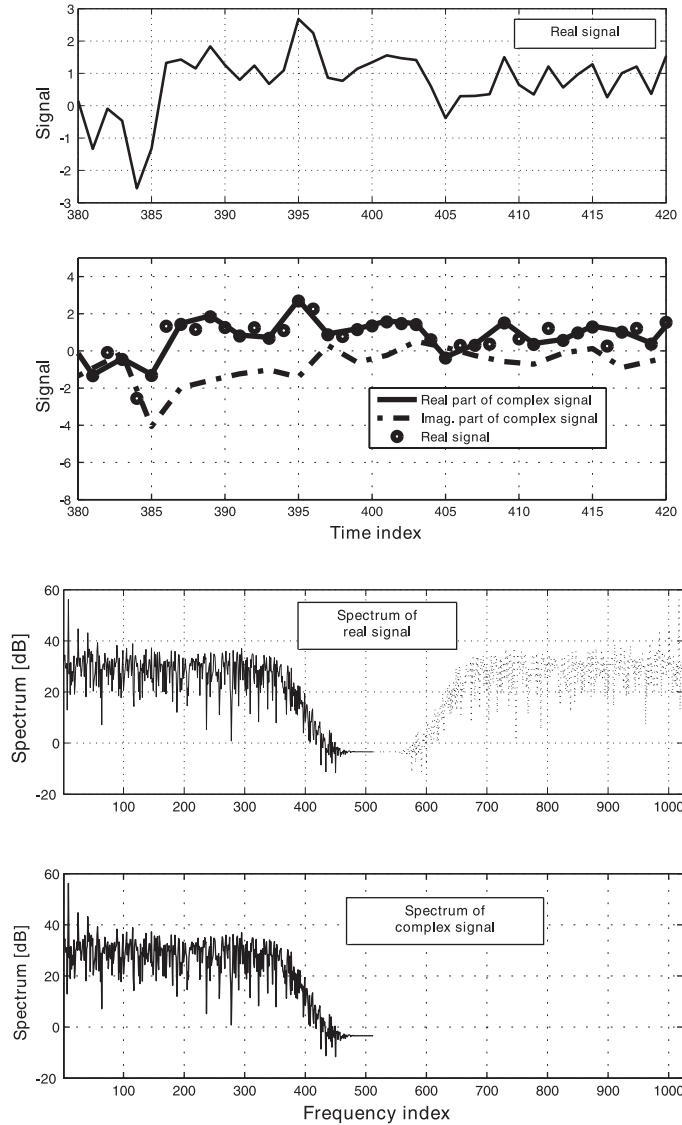 3
2
1
0
-1
-2
-3
Signal
Real signal
380 385 390 395 401 405 410 415 420
4
2
0
-2
-4
-6
-8
Signal
Real part of complex signal
Imag. part of complex signal
Real signal
380 385 390 395 401 405 410 415 420
Time index
60
40
20
0
-20
Spectrum [dB]
Spectrum of
real signal
100 200 300 400 500 600 700 800 900 1000
60
40
20
0
-20
Spectrum [dB]
Spectrum of
complex signal
100 200 300 400 500 600 700 800 900 1000
Frequency index